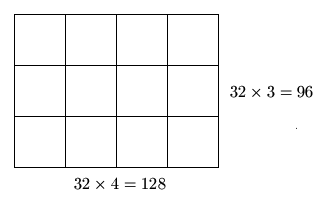 32 × 3 = 96
32 × 4 = 128